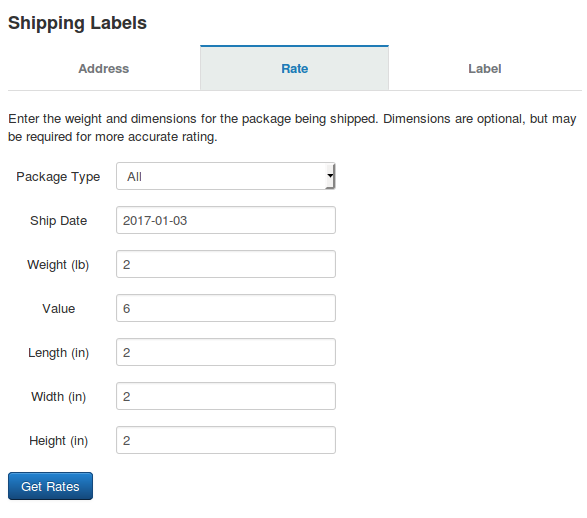 Shipping Labels
Address Rate Label
Enter the weight and dimensions for the package being shipped. Dimensions are optional, but may
be required for more accurate rating.
Package Type All
Ship Date 2017-01-03
Weight (lb) 2
Value 6
Length (in) 2
Width (in) 2
Height (in) 2
Get Rates